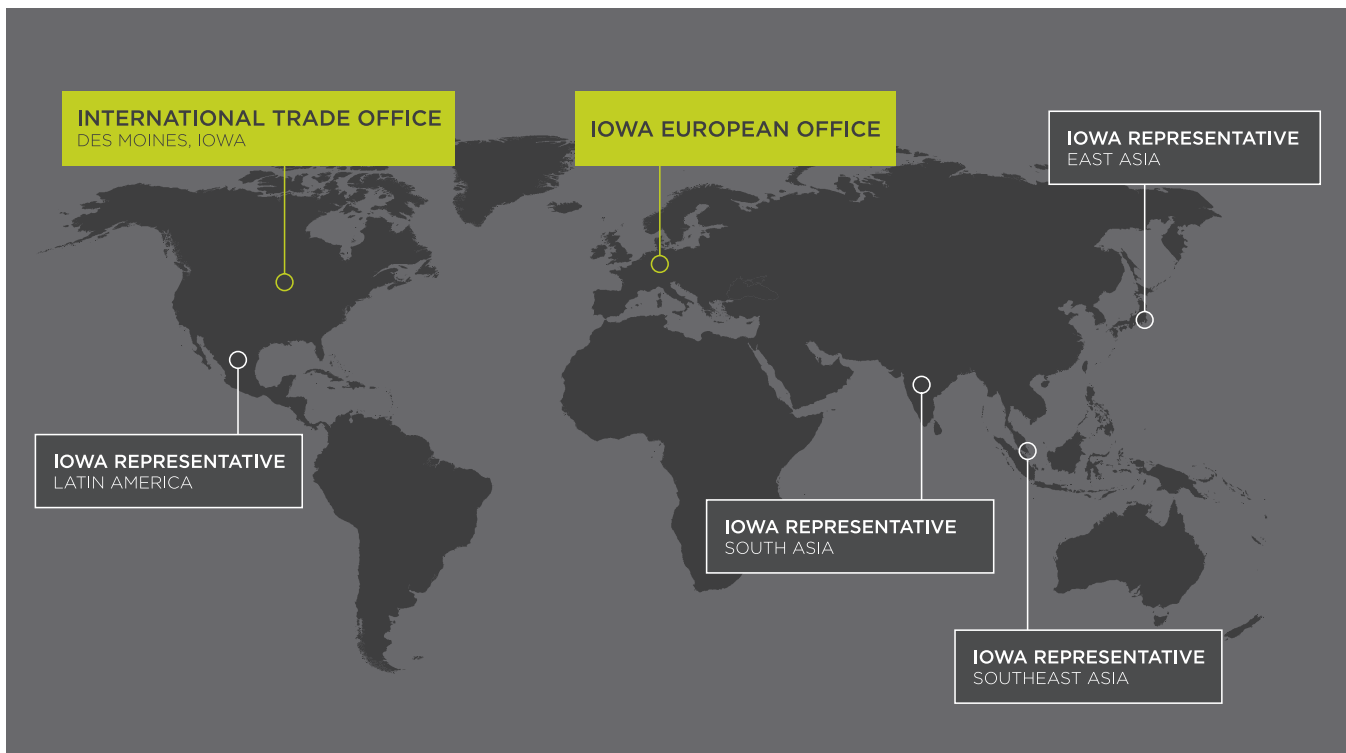 INTERNATIONAL TRADE OFFICE
DES MOINES, IOWA
IOWA EUROPEAN OFFICE
IOWA REPRESENTATIVE
EAST ASIA
IOWA REPRESENTATIVE
LATIN AMERICA
IOWA REPRESENTATIVE
SOUTH ASIA
IOWA REPRESENTATIVE
SOUTHEAST ASIA